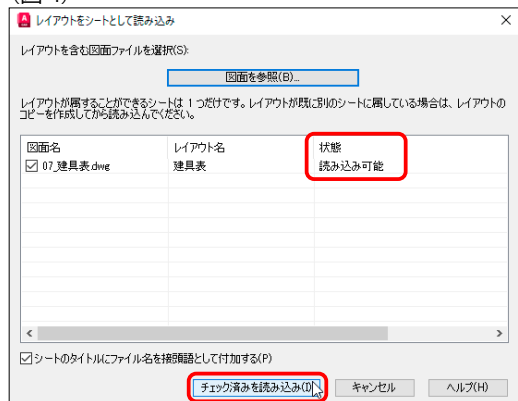 レイアウトをシートとして読み込み
レイアウトを含む図面ファイルを選択(S):
図面を参照(B)...
レイアウトが属することができるシートは 1 つだけです。レイアウトが既に別のシートに属している場合は、レイアウトの
コピーを作成してから読み込んでください。
図面名 レイアウト名 状態
07_建具表.dwg 建具表 読み込み可能
シートのタイトルにファイル名を接頭語として付加する(P)
チェック済みを読み込み(I) キャンセル ヘルプ(H)